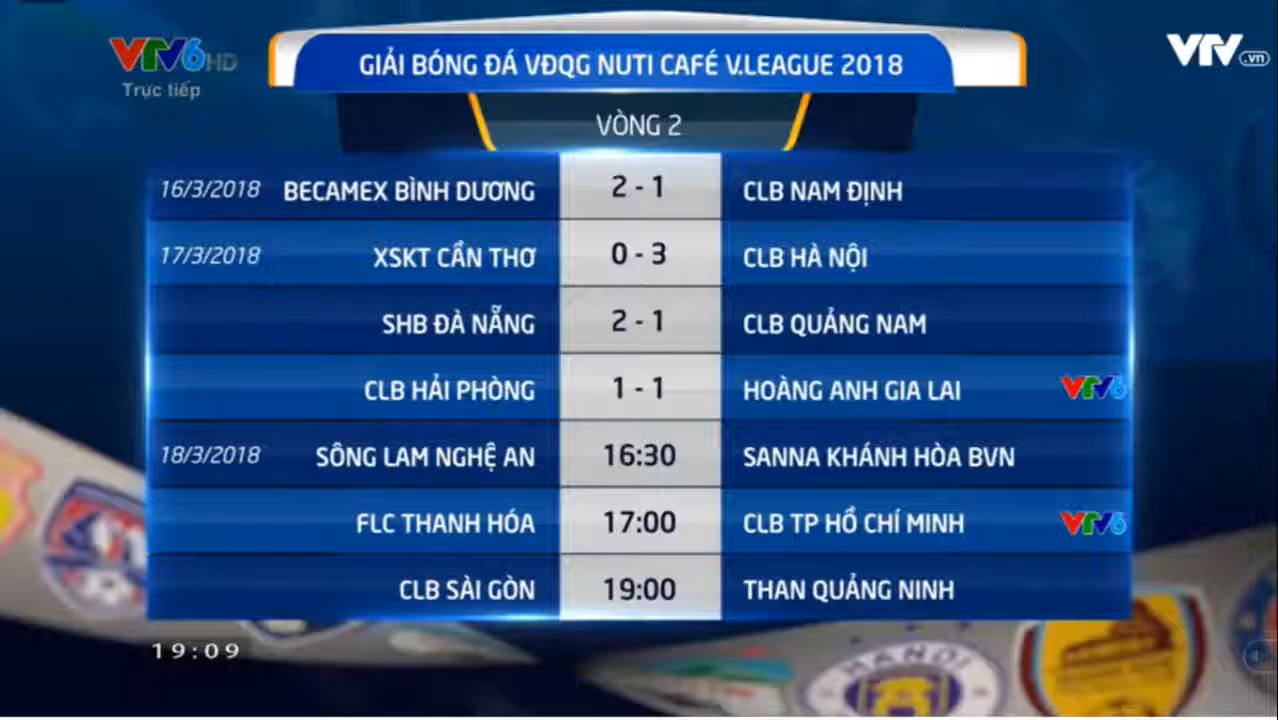 VTV6HD
Trực tiếp
VTV.vn
GIẢI BÓNG ĐÁ VĐQG NUTI CAFÉ V.LEAGUE 2018
VÒNG 2
16/3/2018 BECAMEX BÌNH DƯƠNG 2 - 1 CLB NAM ĐỊNH
17/3/2018 XSKT CẦN THƠ 0 - 3 CLB HÀ NỘI
SHB ĐÀ NẴNG 2 - 1 CLB QUẢNG NAM
CLB HẢI PHÒNG 1 - 1 HOÀNG ANH GIA LAI VTV6
18/3/2018 SÔNG LAM NGHỆ AN 16:30 SANNA KHÁNH HÒA BVN
FLC THANH HÓA 17:00 CLB TP HỒ CHÍ MINH VTV6
CLB SÀI GÒN 19:00 THAN QUẢNG NINH
19:09
HANOI